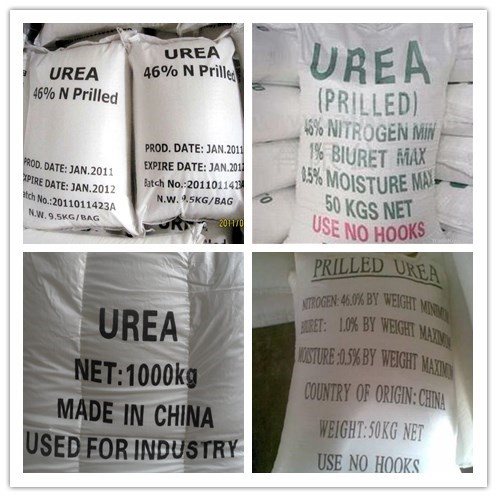 UREA
46% N Prilled
PROD. DATE: JAN.2011
EXPIRE DATE: JAN.2012
Batch No.:2011011423A
N.W. 9.5KG/BAG
UREA
46% N Prilled
PROD. DATE: JAN.2011
EXPIRE DATE: JAN.2012
Batch No.:2011011423A
N.W. 9.5KG/BAG
UREA
(PRILLED)
46% NITROGEN MIN
1% BIURET MAX
0.5% MOISTURE MAX
50 KGS NET
USE NO HOOKS
UREA
NET:1000kg
MADE IN CHINA
USED FOR INDUSTRY
PRILLED UREA
NITROGEN: 46.0% BY WEIGHT MINIMUM
BIURET: 1.0% BY WEIGHT MAXIMUM
MOISTURE:0.5% BY WEIGHT MAXIMUM
COUNTRY OF ORIGIN: CHINA
WEIGHT:50KG NET
USE NO HOOKS